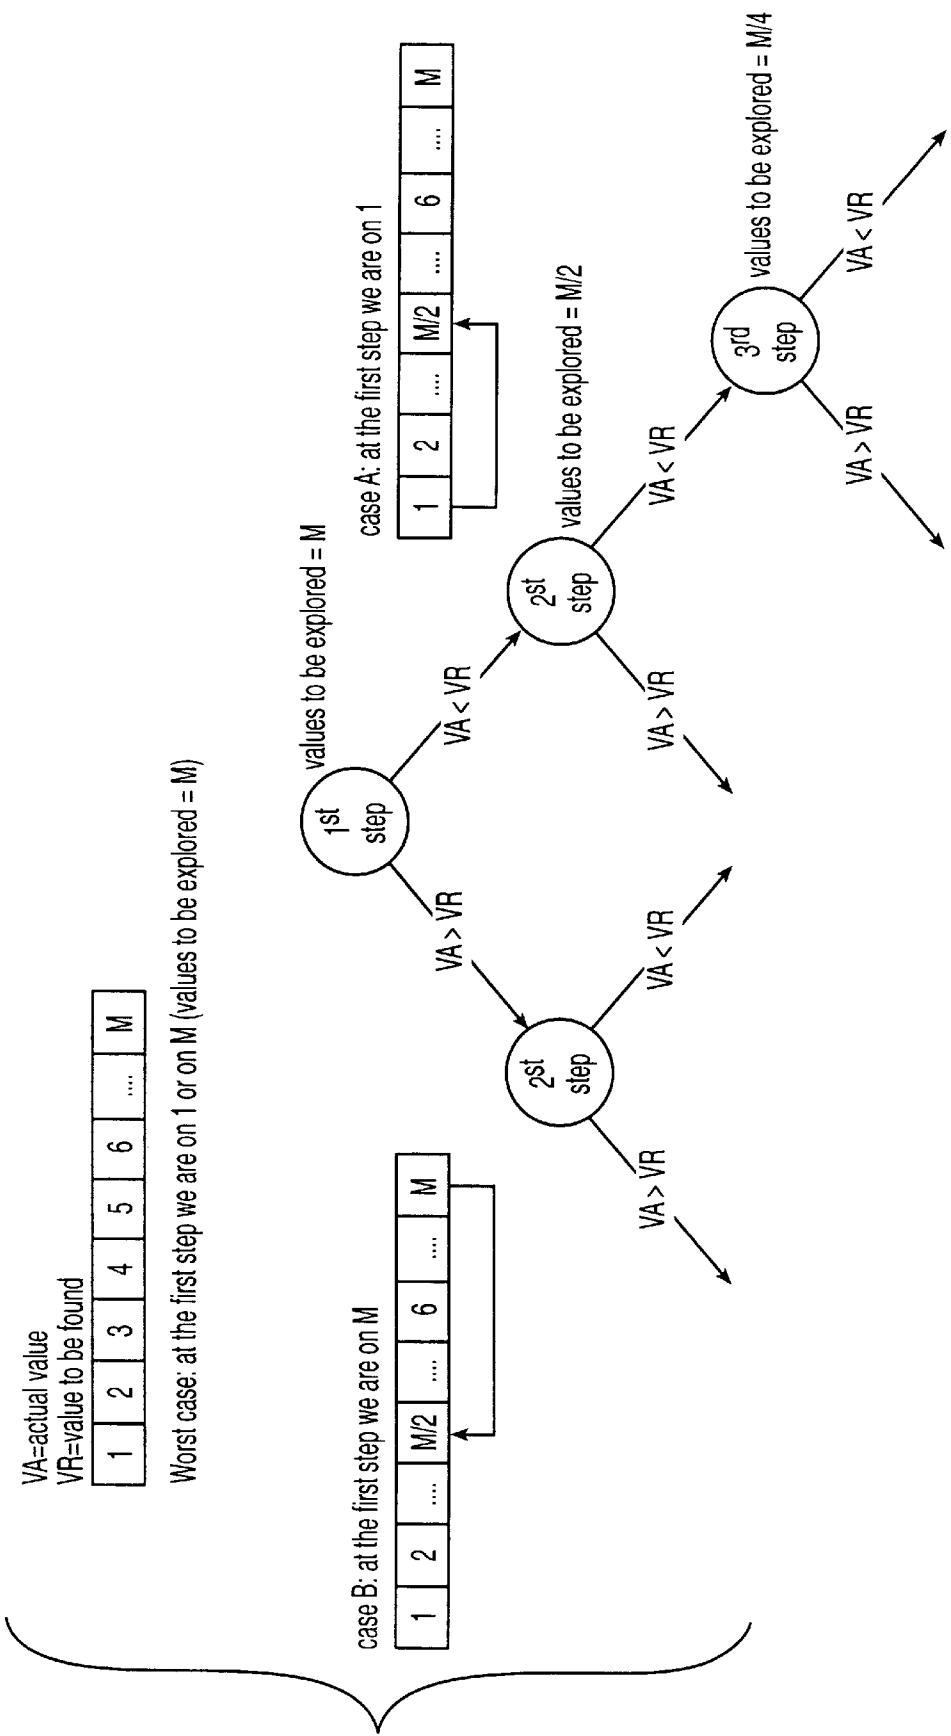 VA=actual value
VR=value to be found
1 2 3 4 5 6 .... M
Worst case: at the first step we are on 1 or on M (values to be explored = M)
values to be explored = M
1st
step
case B: at the first step we are on M
1 2 .... M/2 .... 6 .... M
case A: at the first step we are on 1
1 2 .... M/2 .... 6 .... M
VA > VR
VA < VR
2st
step
2st
step
values to be explored = M/2
VA > VR
VA < VR
VA > VR
VA < VR
3rd
step
values to be explored = M/4
VA > VR
VA < VR